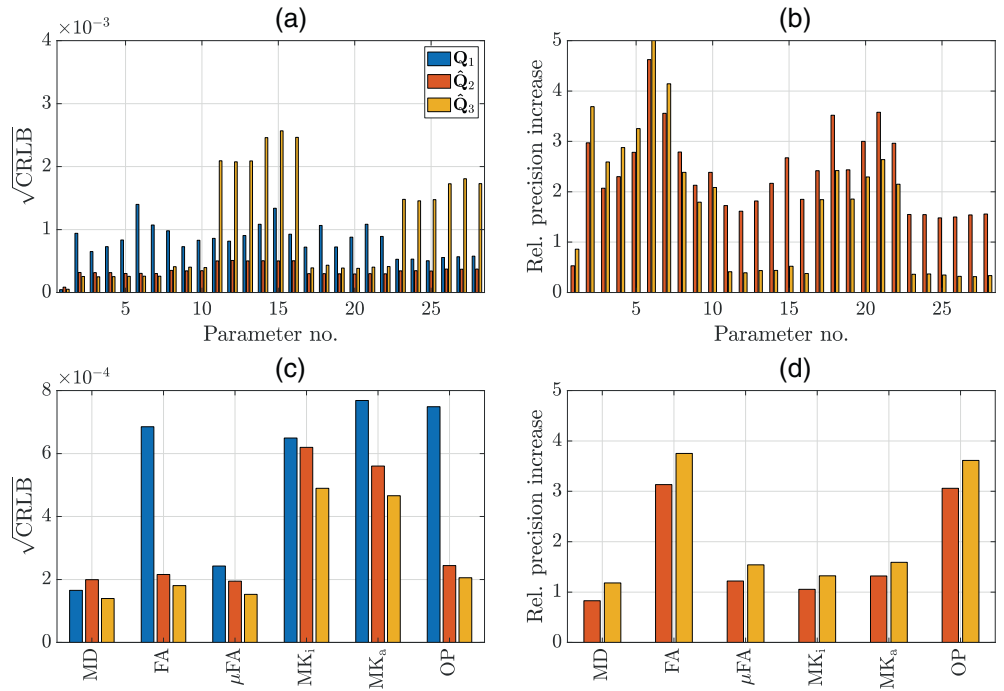 (a)
×10⁻³
4
3
2
1
0
√CRLB
5
10
15
20
25
Parameter no.
Q₁
Q̂₂
Q̂₃
(b)
5
4
3
2
1
0
Rel. precision increase
5
10
15
20
25
Parameter no.
(c)
×10⁻⁴
8
6
4
2
0
√CRLB
MD
FA
μFA
MKᵢ
MKₐ
OP
(d)
5
4
3
2
1
0
Rel. precision increase
MD
FA
μFA
MKᵢ
MKₐ
OP